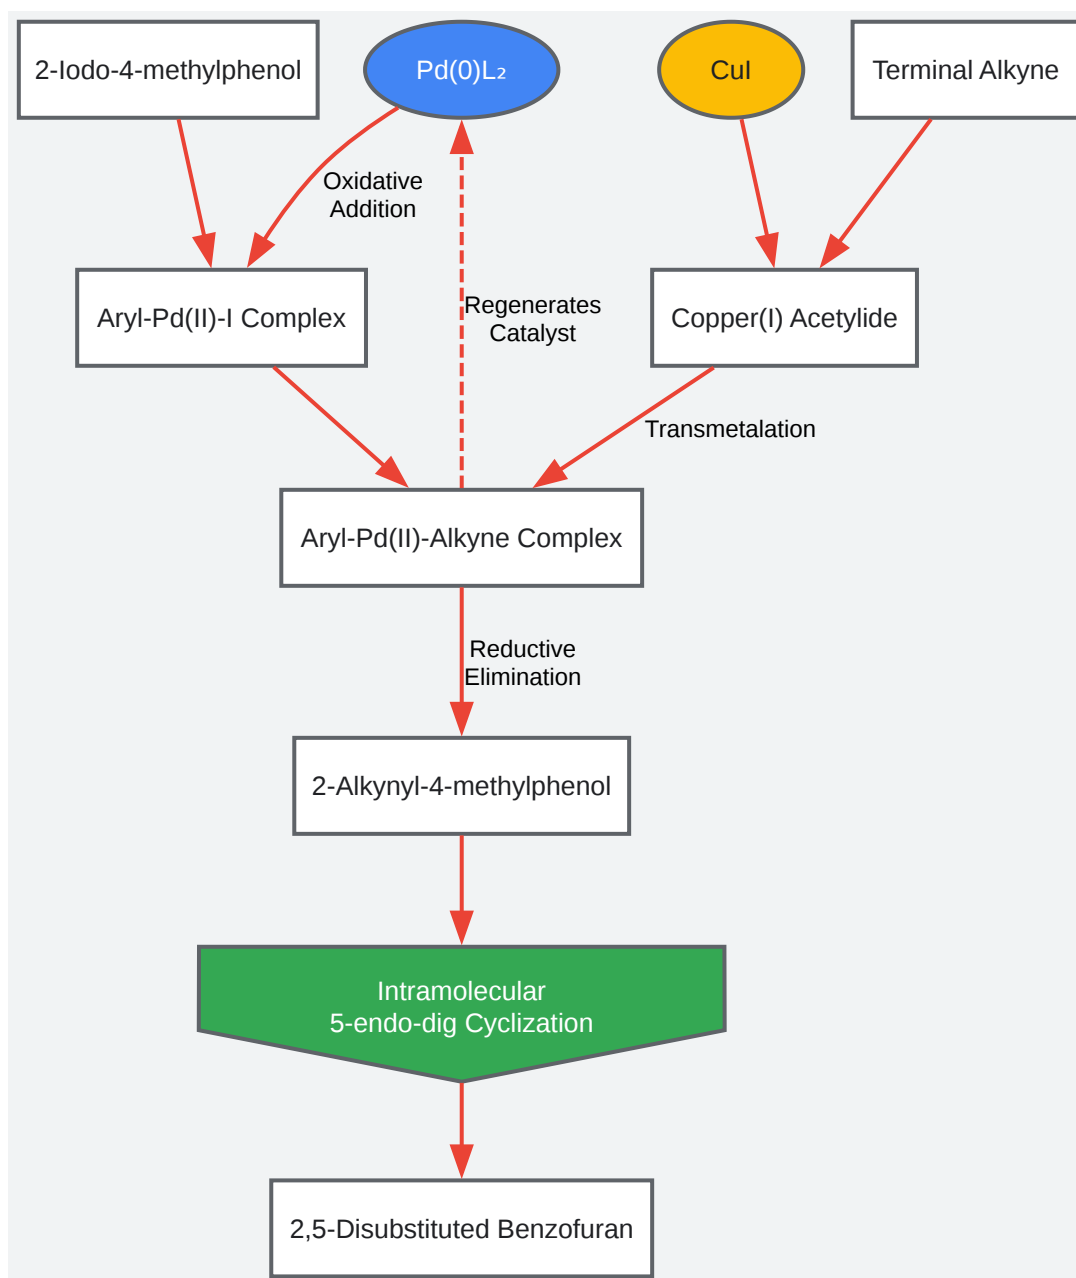 2-Iodo-4-methylphenol
Pd(0)L₂
CuI
Terminal Alkyne
Oxidative
Addition
Aryl-Pd(II)-I Complex
Regenerates
Catalyst
Copper(I) Acetylide
Transmetalation
Aryl-Pd(II)-Alkyne Complex
Reductive
Elimination
2-Alkynyl-4-methylphenol
Intramolecular
5-endo-dig Cyclization
2,5-Disubstituted Benzofuran